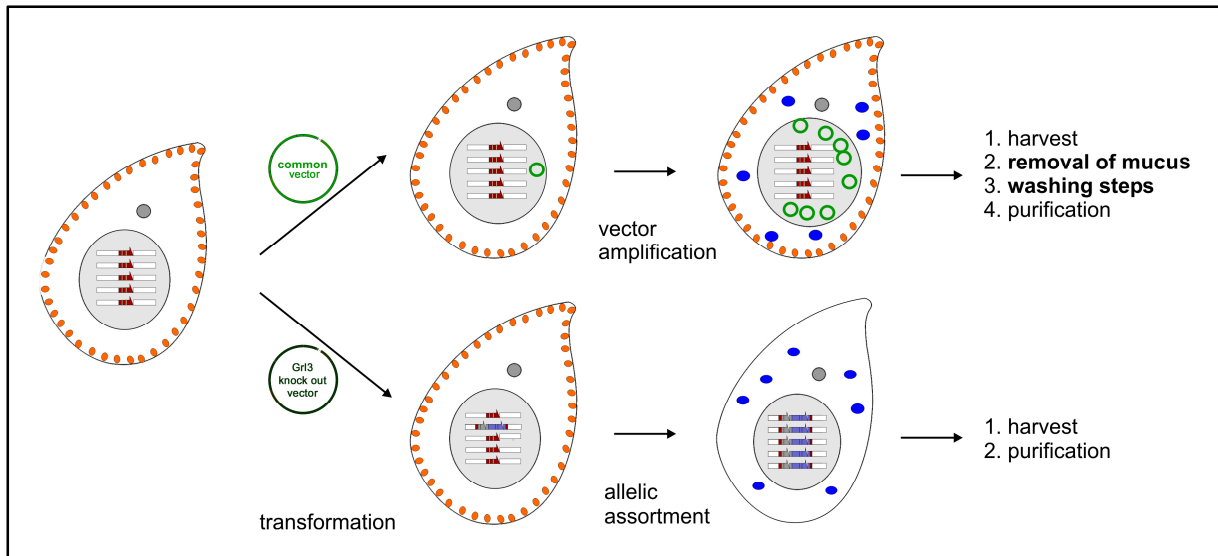 common
vector
vector
amplification
1. harvest
2. removal of mucus
3. washing steps
4. purification
Grl3
knock out
vector
transformation
allelic
assortment
1. harvest
2. purification